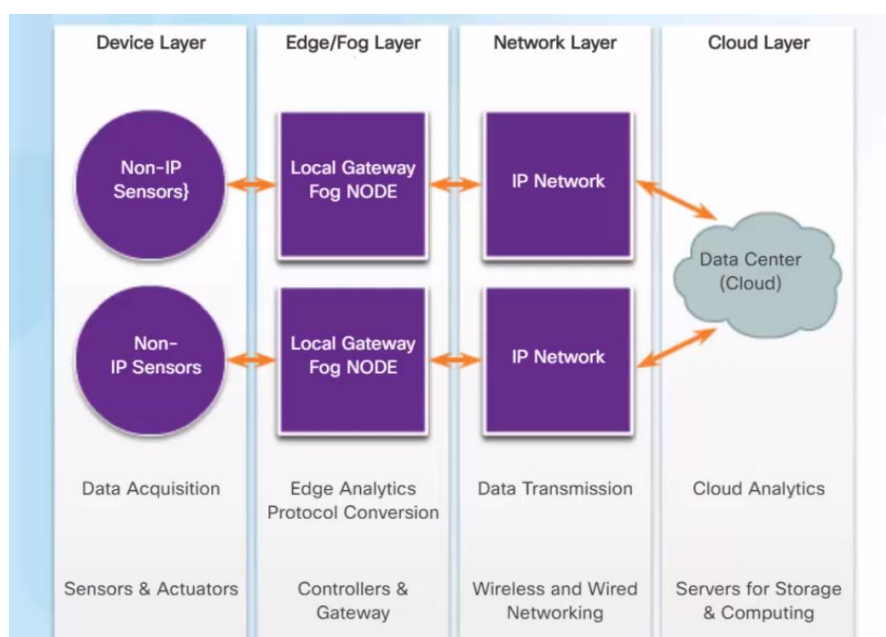 Device Layer
Edge/Fog Layer
Network Layer
Cloud Layer
Non-IP
Sensors}
Local Gateway
Fog NODE
IP Network
Data Center
(Cloud)
Non-
IP Sensors
Local Gateway
Fog NODE
IP Network
Data Acquisition
Edge Analytics
Protocol Conversion
Data Transmission
Cloud Analytics
Sensors & Actuators
Controllers &
Gateway
Wireless and Wired
Networking
Servers for Storage
& Computing